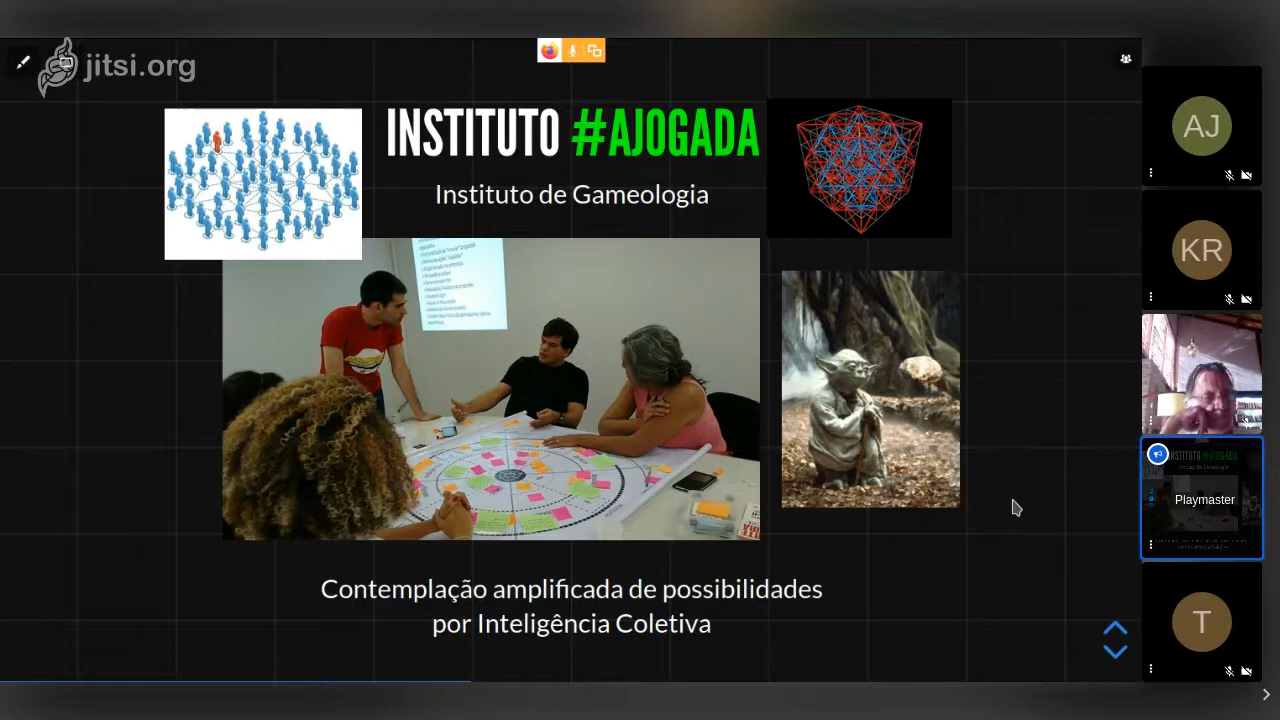 jitsi.org
INSTITUTO #AJOGADA
Instituto de Gameologia
Contemplação amplificada de possibilidades
por Inteligência Coletiva
AJ
KR
Playmaster
T